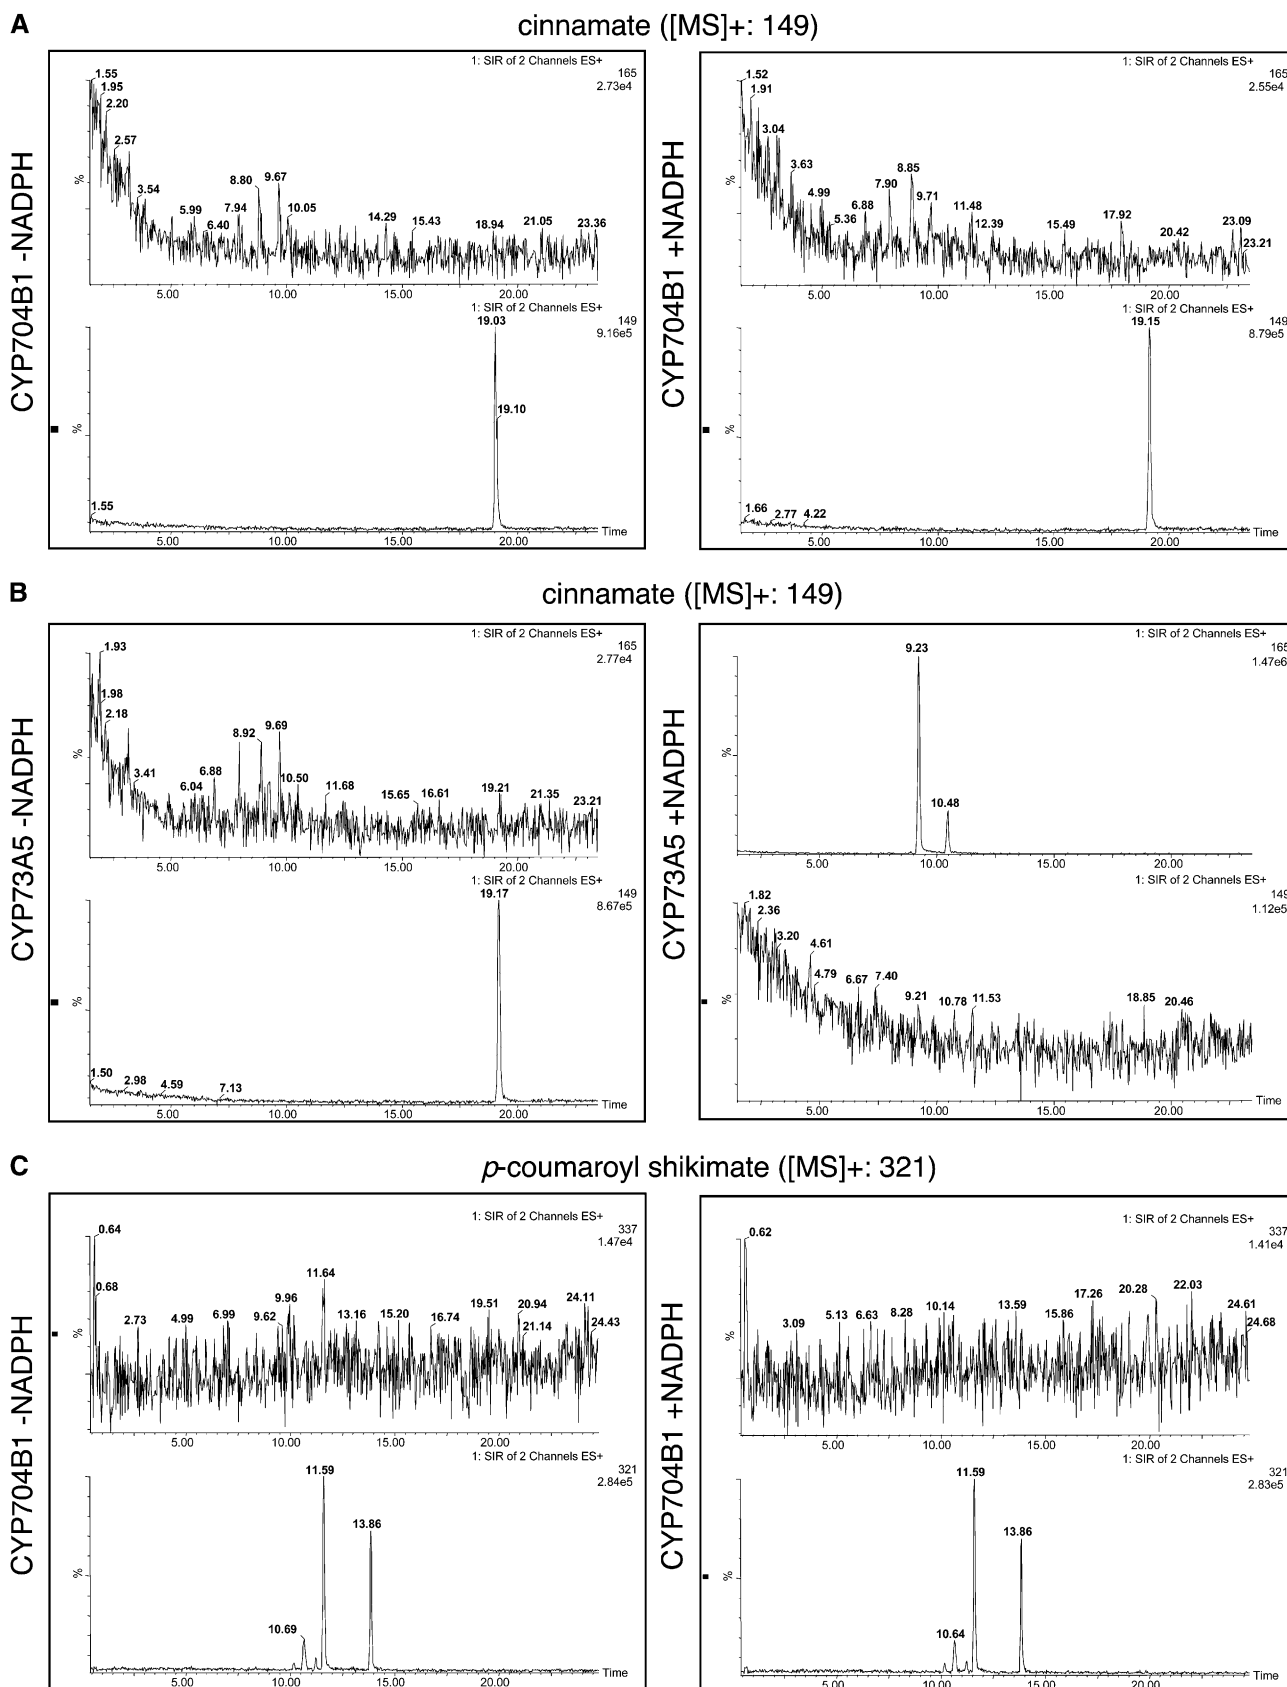 A
cinnamate ([MS]+: 149)
CYP704B1 -NADPH
1: SIR of 2 Channels ES+
165
2.73e4
%
1.55
1.95
2.20
2.57
3.54
5.99
6.40
7.94
8.80
9.67
10.05
14.29
15.43
18.94
21.05
23.36
5.00 10.00 15.00 20.00
1: SIR of 2 Channels ES+
149
9.16e5
%
19.03
19.10
1.55
Time
5.00 10.00 15.00 20.00
CYP704B1 +NADPH
1: SIR of 2 Channels ES+
165
2.55e4
%
1.52
1.91
3.04
3.63
4.99
5.36
6.88
7.90
8.85
9.71
11.48
12.39
15.49
17.92
20.42
23.09
23.21
5.00 10.00 15.00 20.00
1: SIR of 2 Channels ES+
149
8.79e5
%
19.15
1.66
2.77
4.22
Time
5.00 10.00 15.00 20.00
B
cinnamate ([MS]+: 149)
CYP73A5 -NADPH
1: SIR of 2 Channels ES+
165
2.77e4
%
1.93
1.98
2.18
3.41
6.04
6.88
8.92
9.69
10.50
11.68
15.65
16.61
19.21
21.35
23.21
5.00 10.00 15.00 20.00
1: SIR of 2 Channels ES+
149
8.67e5
%
19.17
1.50
2.98
4.59
7.13
Time
5.00 10.00 15.00 20.00
CYP73A5 +NADPH
1: SIR of 2 Channels ES+
165
1.47e6
%
9.23
10.48
5.00 10.00 15.00 20.00
1: SIR of 2 Channels ES+
149
1.12e5
%
1.82
2.36
3.20
4.61
4.79
6.67
7.40
9.21
10.78
11.53
18.85
20.46
Time
5.00 10.00 15.00 20.00
C
p-coumaroyl shikimate ([MS]+: 321)
CYP704B1 -NADPH
1: SIR of 2 Channels ES+
337
1.47e4
%
0.64
0.68
2.73
4.99
6.99
9.62
9.96
11.64
13.16
15.20
16.74
19.51
20.94
21.14
24.11
24.43
5.00 10.00 15.00 20.00
1: SIR of 2 Channels ES+
321
2.84e5
%
11.59
13.86
10.69
Time
5.00 10.00 15.00 20.00
CYP704B1 +NADPH
1: SIR of 2 Channels ES+
337
1.41e4
%
0.62
3.09
5.13
6.63
8.28
10.14
13.59
15.86
17.26
20.28
22.03
24.61
24.68
5.00 10.00 15.00 20.00
1: SIR of 2 Channels ES+
321
2.83e5
%
11.59
13.86
10.64
Time
5.00 10.00 15.00 20.00